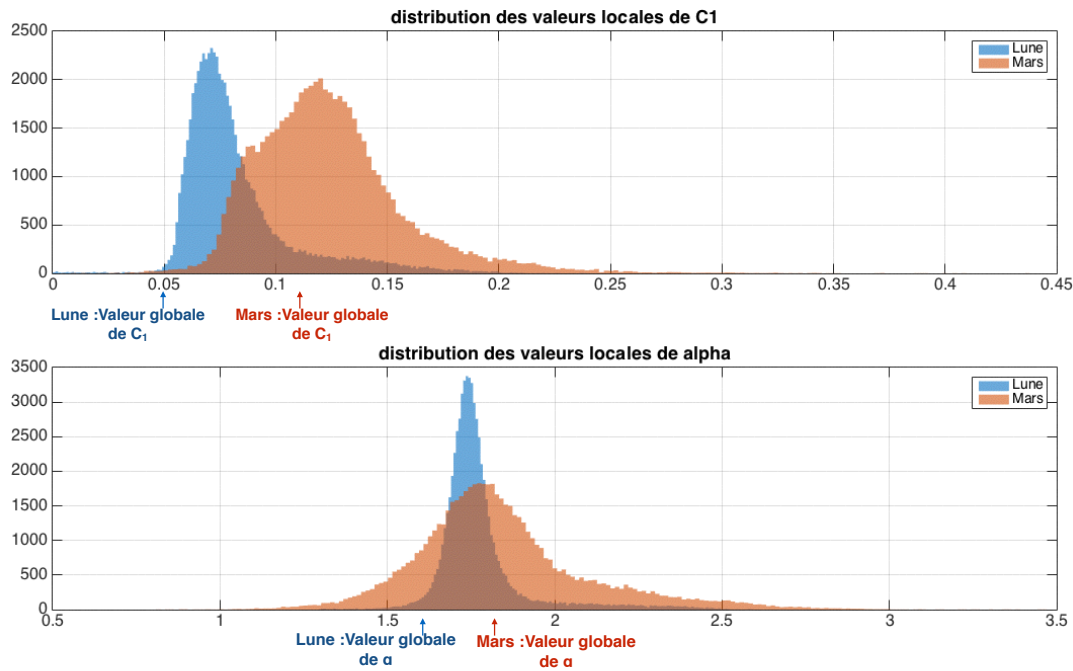 distribution des valeurs locales de C1
2500
2000
1500
1000
500
0
Lune
Mars
0 0.05 0.1 0.15 0.2 0.25 0.3 0.35 0.4 0.45
Lune :Valeur globale
de C₁
Mars :Valeur globale
de C₁
distribution des valeurs locales de alpha
3500
3000
2500
2000
1500
1000
500
0
Lune
Mars
0.5 1 1.5 2 2.5 3 3.5
Lune :Valeur globale
de α
Mars :Valeur globale
de α